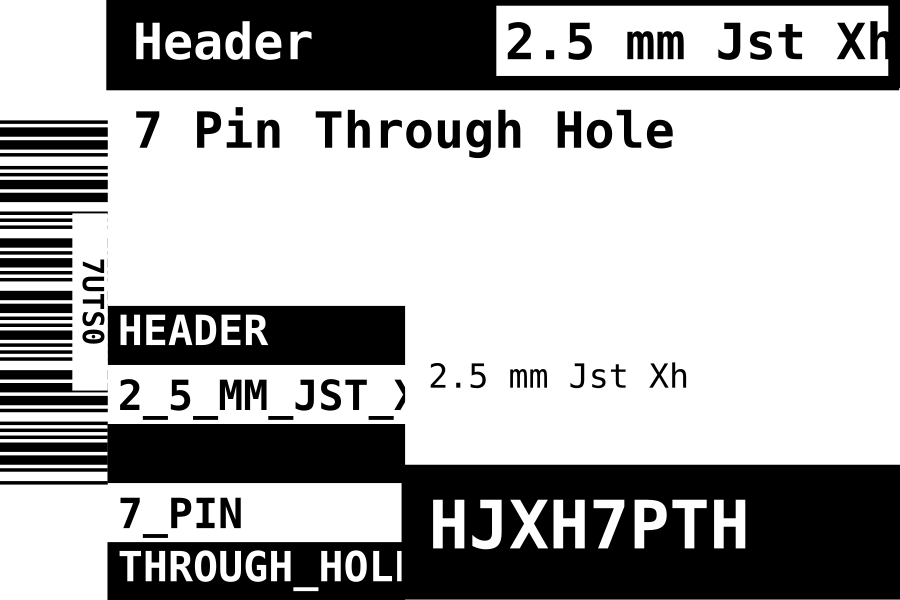 Header
2.5 mm Jst Xh
7 Pin Through Hole
7UTS0
HEADER
2_5_MM_JST_X
2.5 mm Jst Xh
7_PIN
THROUGH_HOL
HJXH7PTH